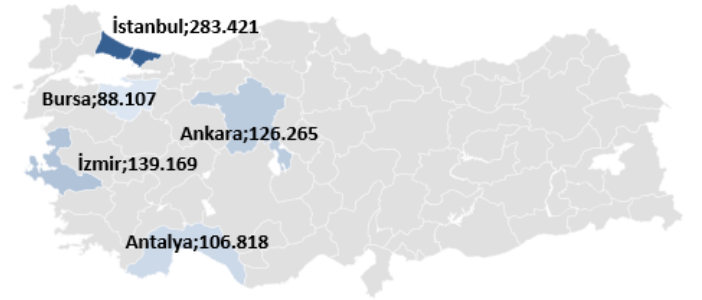 İstanbul;283.421
Bursa;88.107
Ankara;126.265
İzmir;139.169
Antalya;106.818